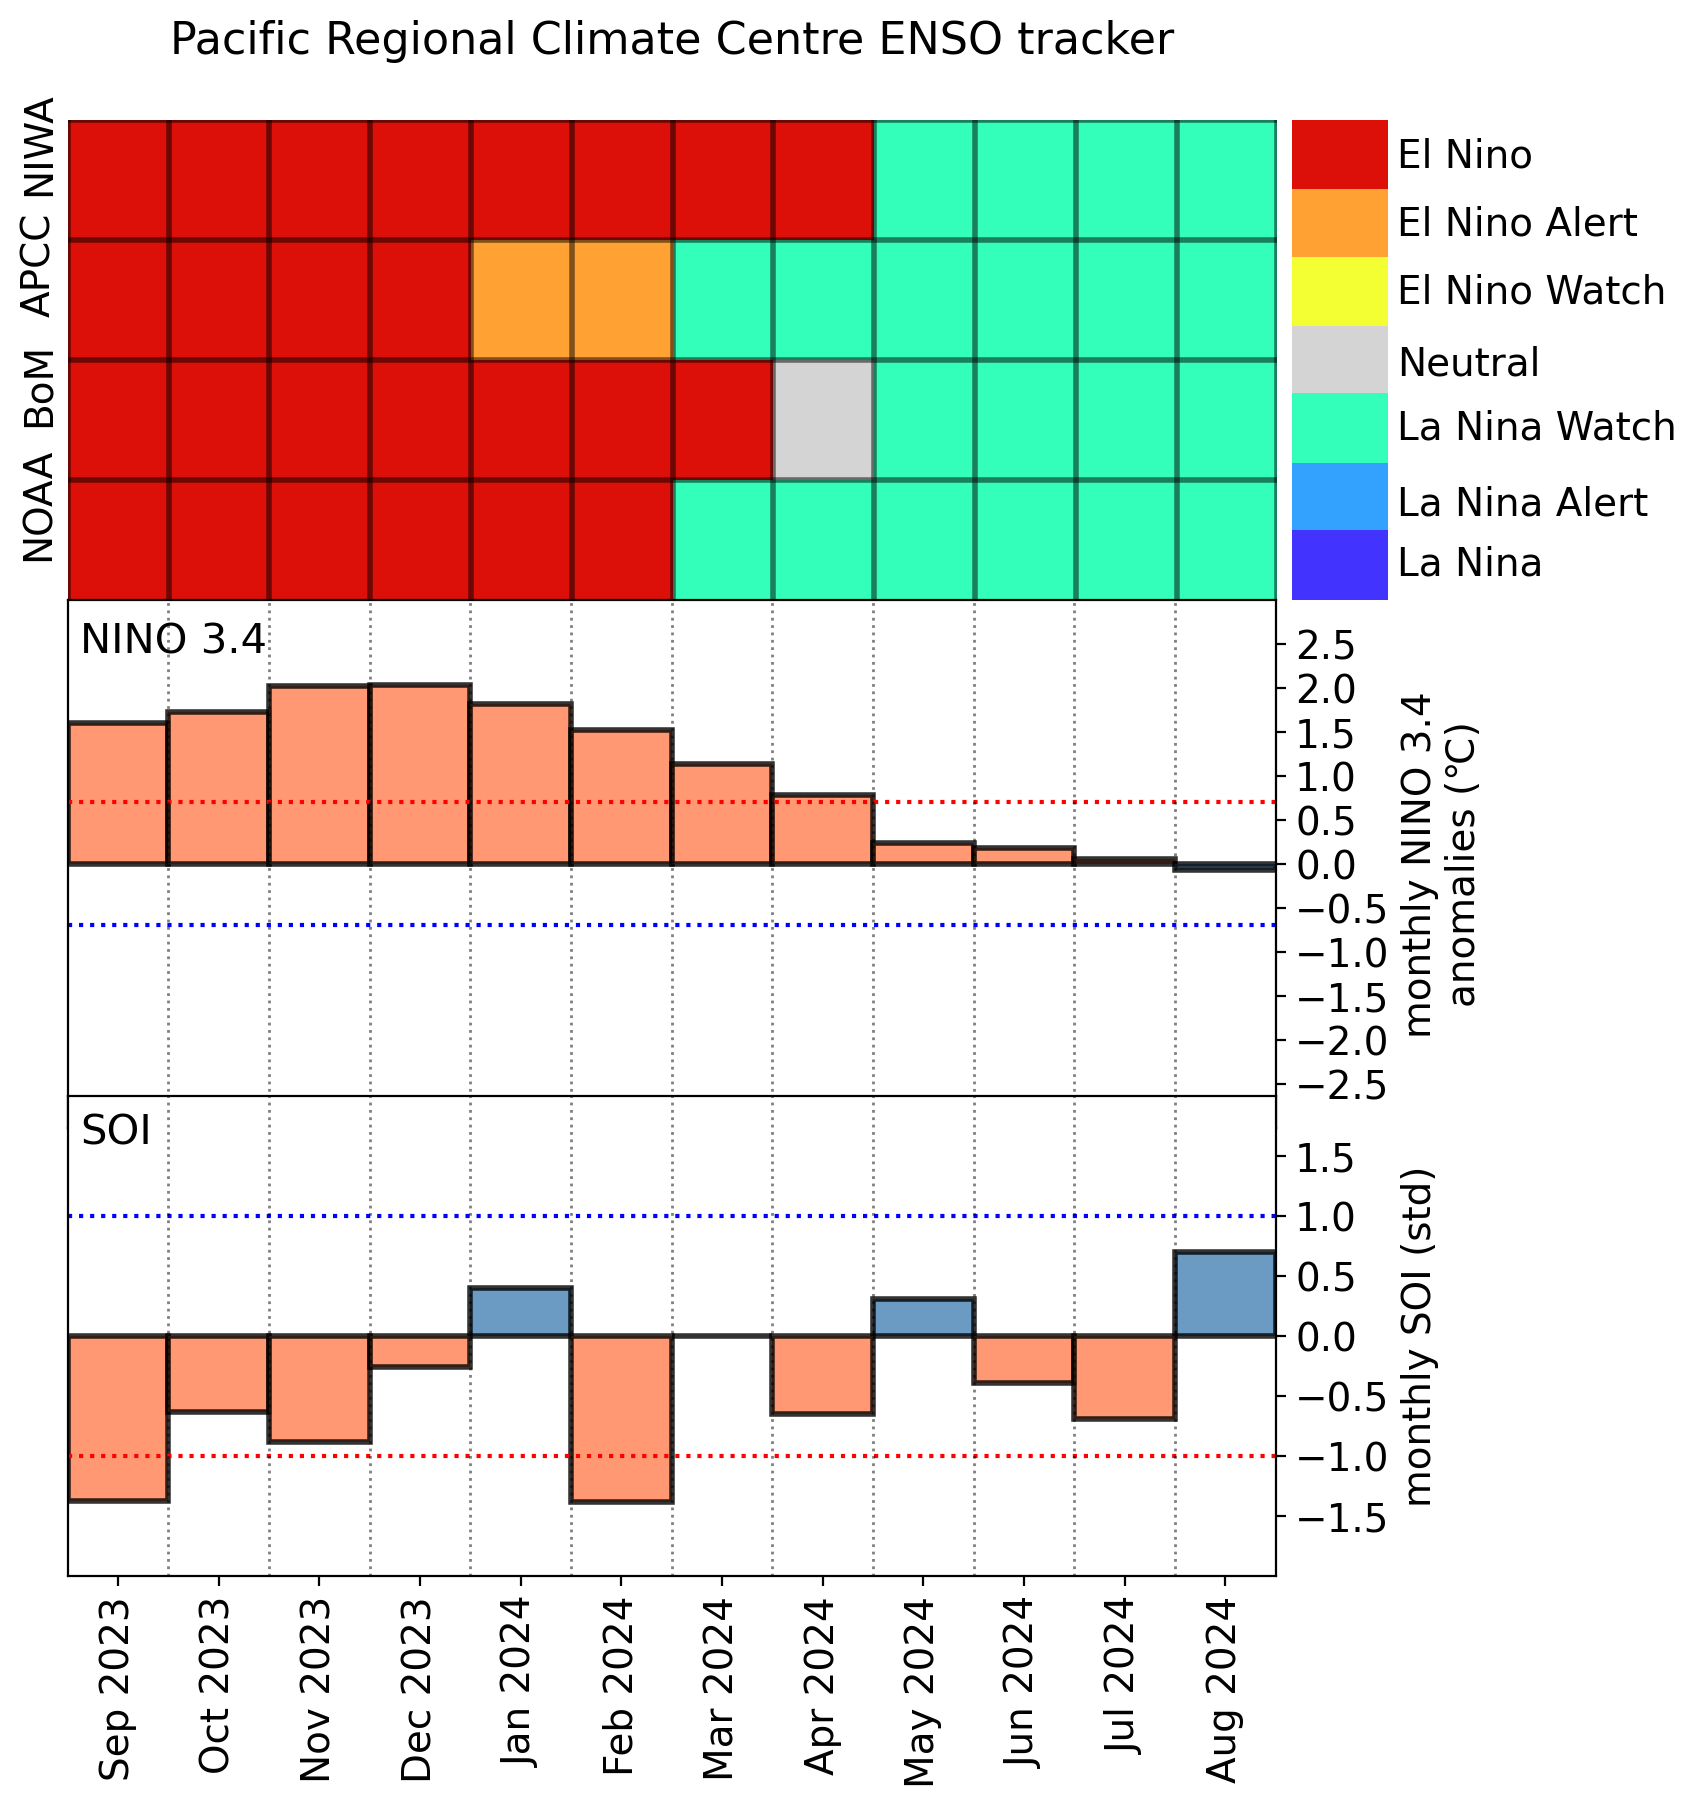 Pacific Regional Climate Centre ENSO tracker
NIWA
APCC
BoM
NOAA
El Nino
El Nino Alert
El Nino Watch
Neutral
La Nina Watch
La Nina Alert
La Nina
NINO 3.4
2.5
2.0
1.5
1.0
0.5
0.0
−0.5
−1.0
−1.5
−2.0
−2.5
monthly NINO 3.4
anomalies (℃)
SOI
1.5
1.0
0.5
0.0
−0.5
−1.0
−1.5
monthly SOI (std)
Sep 2023
Oct 2023
Nov 2023
Dec 2023
Jan 2024
Feb 2024
Mar 2024
Apr 2024
May 2024
Jun 2024
Jul 2024
Aug 2024